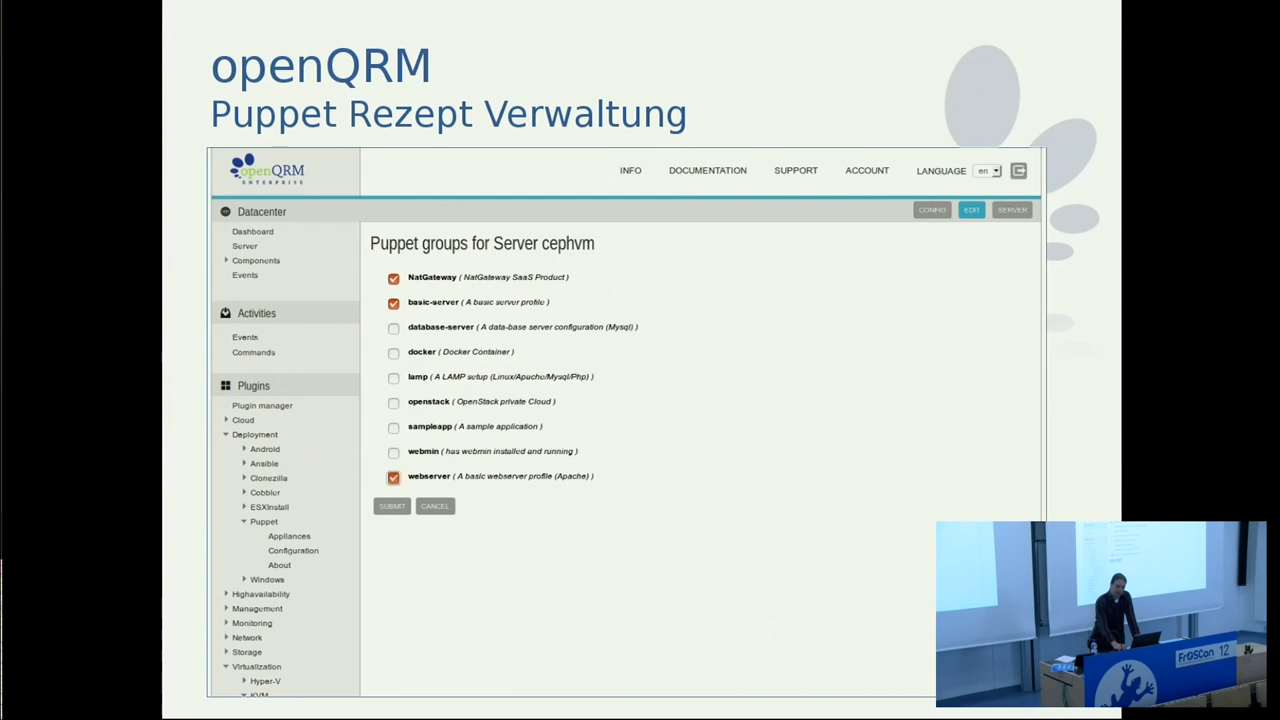 openQRM
Puppet Rezept Verwaltung
openQRM
ENTERPRISE
INFO DOCUMENTATION SUPPORT ACCOUNT LANGUAGE en
Datacenter
CONFIG EDIT SERVER
Dashboard
Server
Components
Events
Activities
Events
Commands
Plugins
Plugin manager
Cloud
Deployment
Android
Ansible
Clonezilla
Cobbler
ESXInstall
Puppet
Appliances
Configuration
About
Windows
Highavailability
Management
Monitoring
Network
Storage
Virtualization
Hyper-V
KVM
Puppet groups for Server cephvm
NatGateway ( NatGateway SaaS Product )
basic-server ( A basic server profile )
database-server ( A data-base server configuration (Mysql) )
docker ( Docker Container )
lamp ( A LAMP setup (Linux/Apache/Mysql/Php) )
openstack ( OpenStack private Cloud )
sampleapp ( A sample application )
webmin ( has webmin installed and running )
webserver ( A basic webserver profile (Apache) )
SUBMIT CANCEL
FrOSCon 12